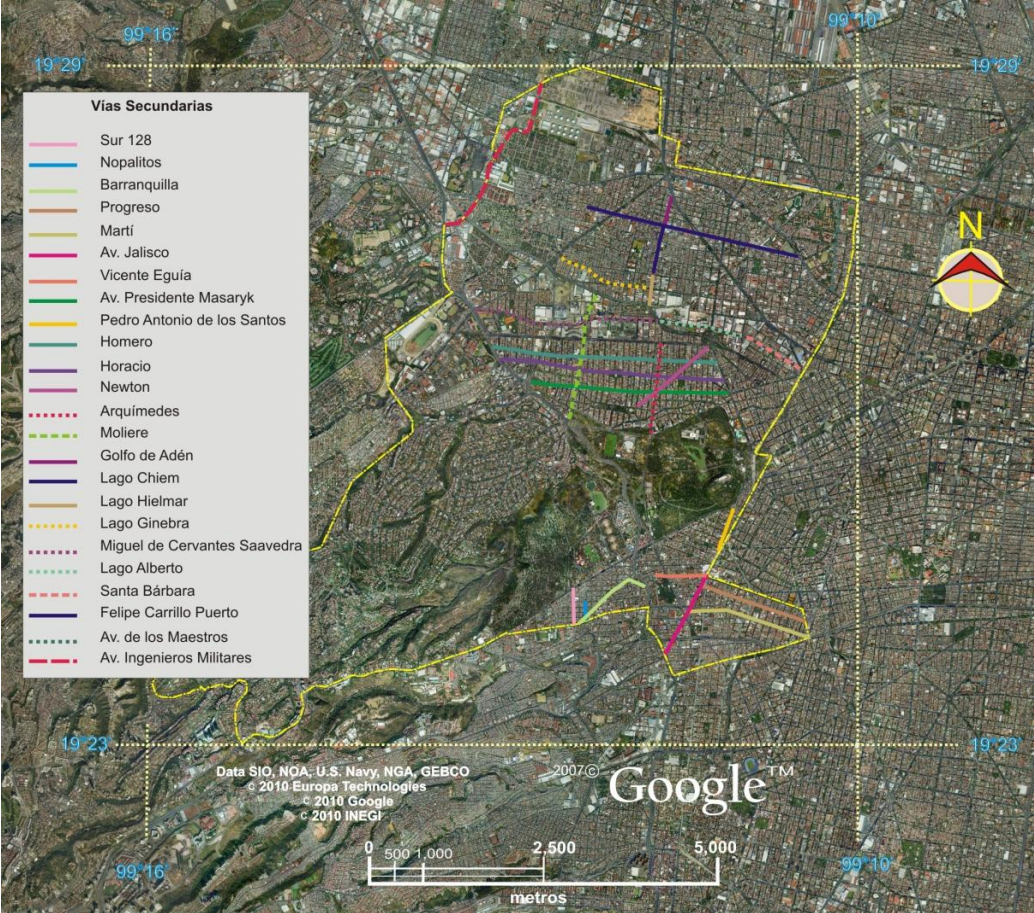 99°16'
99°10'
19°29'
19°29'
Vías Secundarias
Sur 128
Nopalitos
Barranquilla
Progreso
Martí
Av. Jalisco
Vicente Eguía
Av. Presidente Masaryk
Pedro Antonio de los Santos
Homero
Horacio
Newton
Arquímedes
Moliere
Golfo de Adén
Lago Chiem
Lago Hielmar
Lago Ginebra
Miguel de Cervantes Saavedra
Lago Alberto
Santa Bárbara
Felipe Carrillo Puerto
Av. de los Maestros
Av. Ingenieros Militares
N
19°23'
19°23'
Data SIO, NOA, U.S. Navy, NGA, GEBCO
© 2010 Europa Technologies
© 2010 Google
© 2010 INEGI
2007© Google™
0 500 1,000 2,500 5,000
metros
99°16'
99°10'